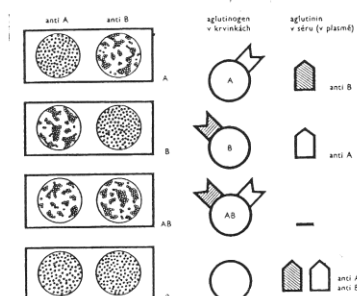 anti A anti B
aglutinogen
v krvinkách
aglutinin
v séru (v plasmě)
A
A
anti B
B
B
anti A
AB
AB
anti A
anti B